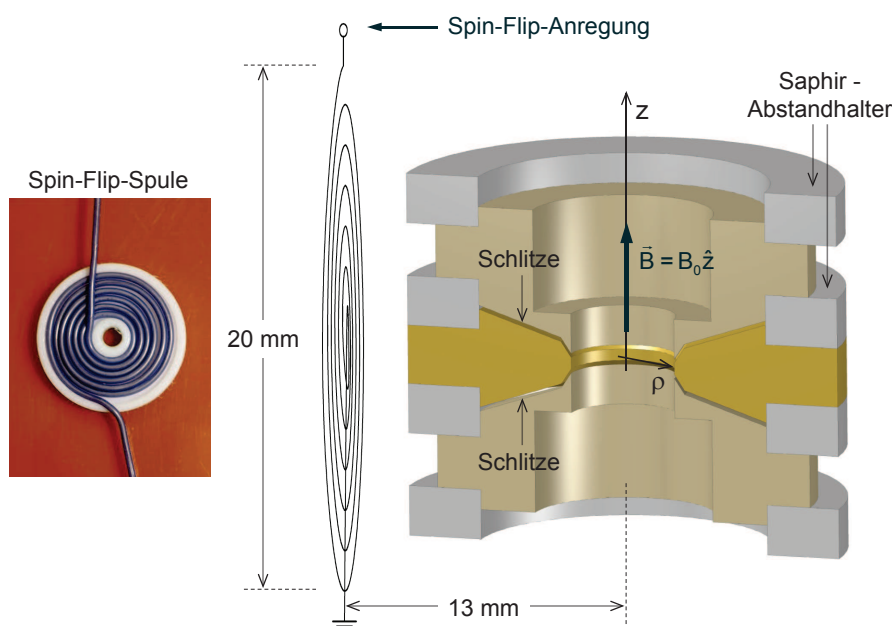 Spin-Flip-Anregung
Saphir -
Abstandhalter
z
Spin-Flip-Spule
Schlitze
B⃗ = B₀ẑ
20 mm
ρ
Schlitze
13 mm